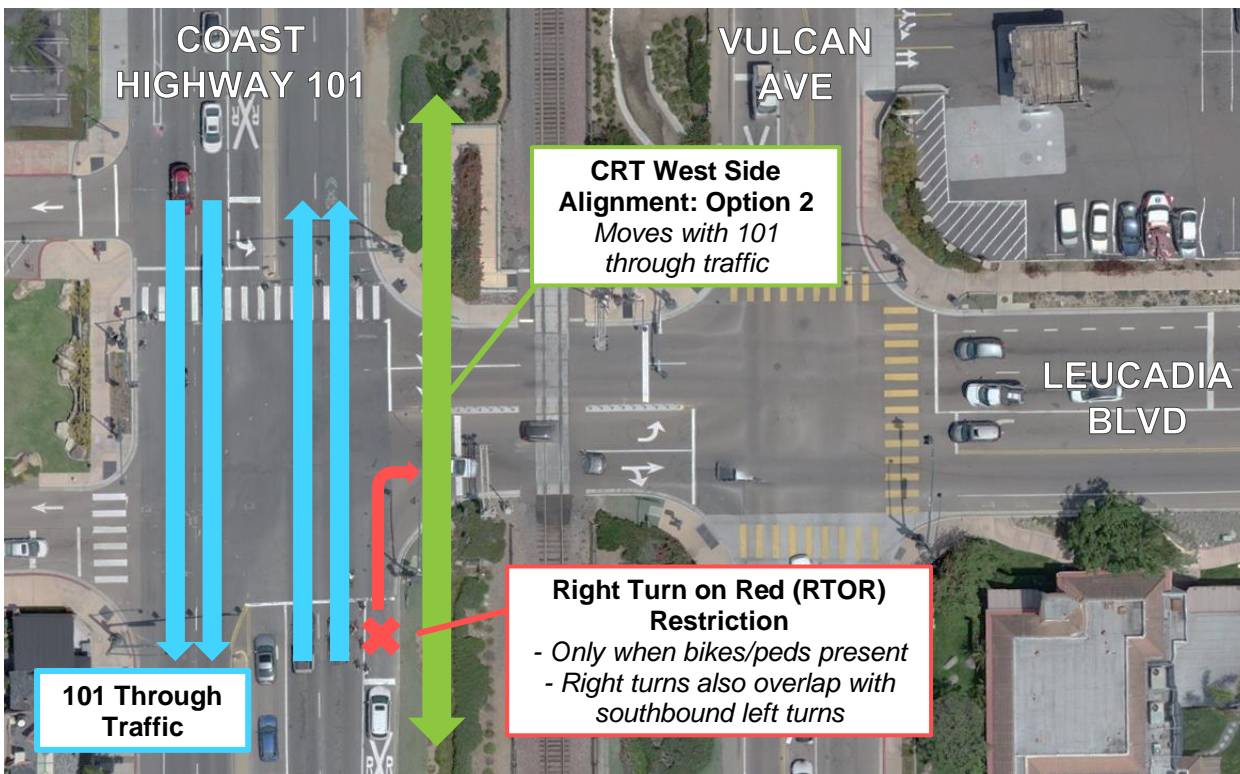 COAST
HIGHWAY 101
VULCAN
AVE
CRT West Side
Alignment: Option 2
Moves with 101
through traffic
LEUCADIA
BLVD
Right Turn on Red (RTOR)
Restriction
- Only when bikes/peds present
- Right turns also overlap with
southbound left turns
101 Through
Traffic
R R
R R